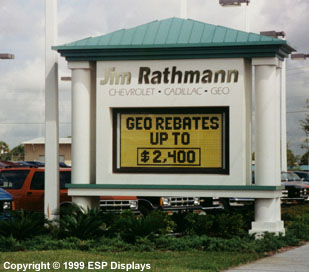 Jim Rathmann
CHEVROLET • CADILLAC • GEO
GEO REBATES
UP TO
$ 2,400
Copyright © 1999 ESP Displays